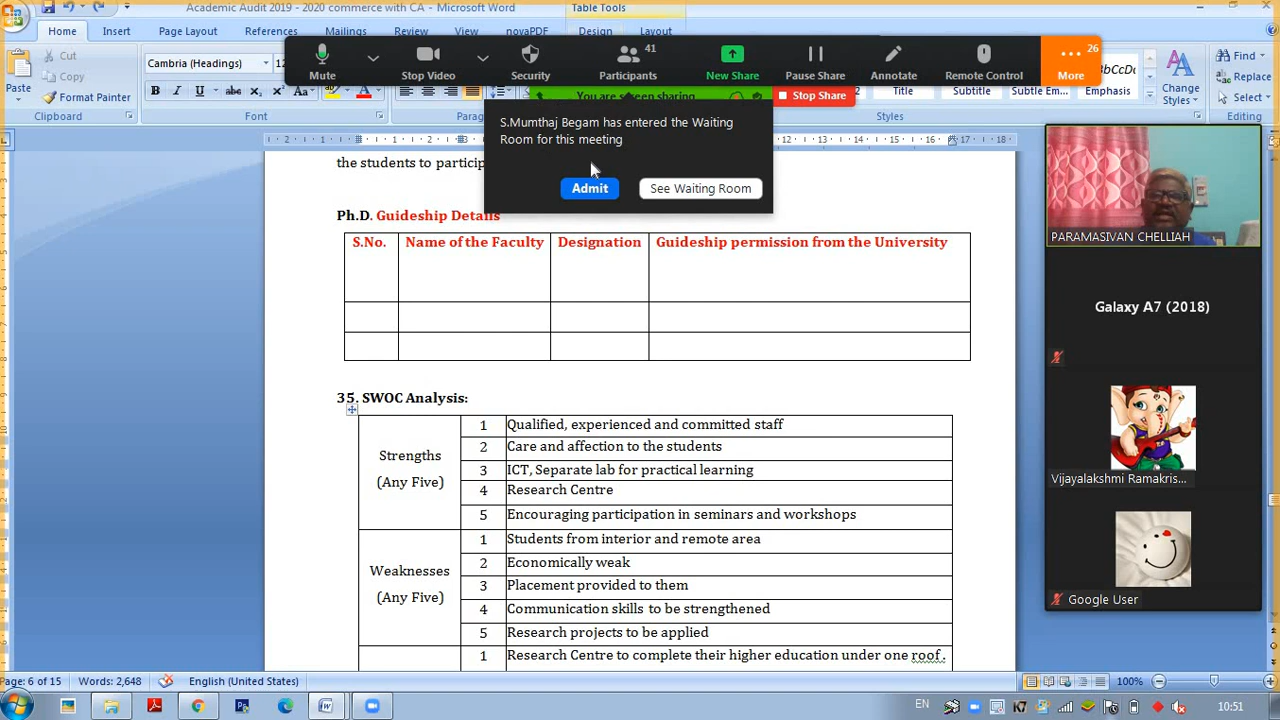 Academic Audit 2019 - 2020 commerce with CA - Microsoft Word
Table Tools
Home Insert Page Layout References Mailings Review View novaPDF Design Layout
Cut
Copy
Format Painter
Paste
Clipboard
Cambria (Headings)
B I U
Font
Mute
Stop Video
Security
Participants
41
New Share
Pause Share
Annotate
Remote Control
More
26
You are screen sharing
Stop Share
Title
Subtitle
Subtle Em...
Emphasis
AaBbCcDc
Change
Styles
Find
Replace
Select
Editing
S.Mumthaj Begam has entered the Waiting
Room for this meeting
Admit
See Waiting Room
the students to particip
Ph.D. Guideship Details
S.No. Name of the Faculty Designation Guideship permission from the University
35. SWOC Analysis:
Strengths
(Any Five)
1 Qualified, experienced and committed staff
2 Care and affection to the students
3 ICT, Separate lab for practical learning
4 Research Centre
5 Encouraging participation in seminars and workshops
Weaknesses
(Any Five)
1 Students from interior and remote area
2 Economically weak
3 Placement provided to them
4 Communication skills to be strengthened
5 Research projects to be applied
1 Research Centre to complete their higher education under one roof .
PARAMASIVAN CHELLIAH
Galaxy A7 (2018)
Vijayalakshmi Ramakris...
Google User
Page: 6 of 15 Words: 2,648 English (United States) 100%
EN 10:51